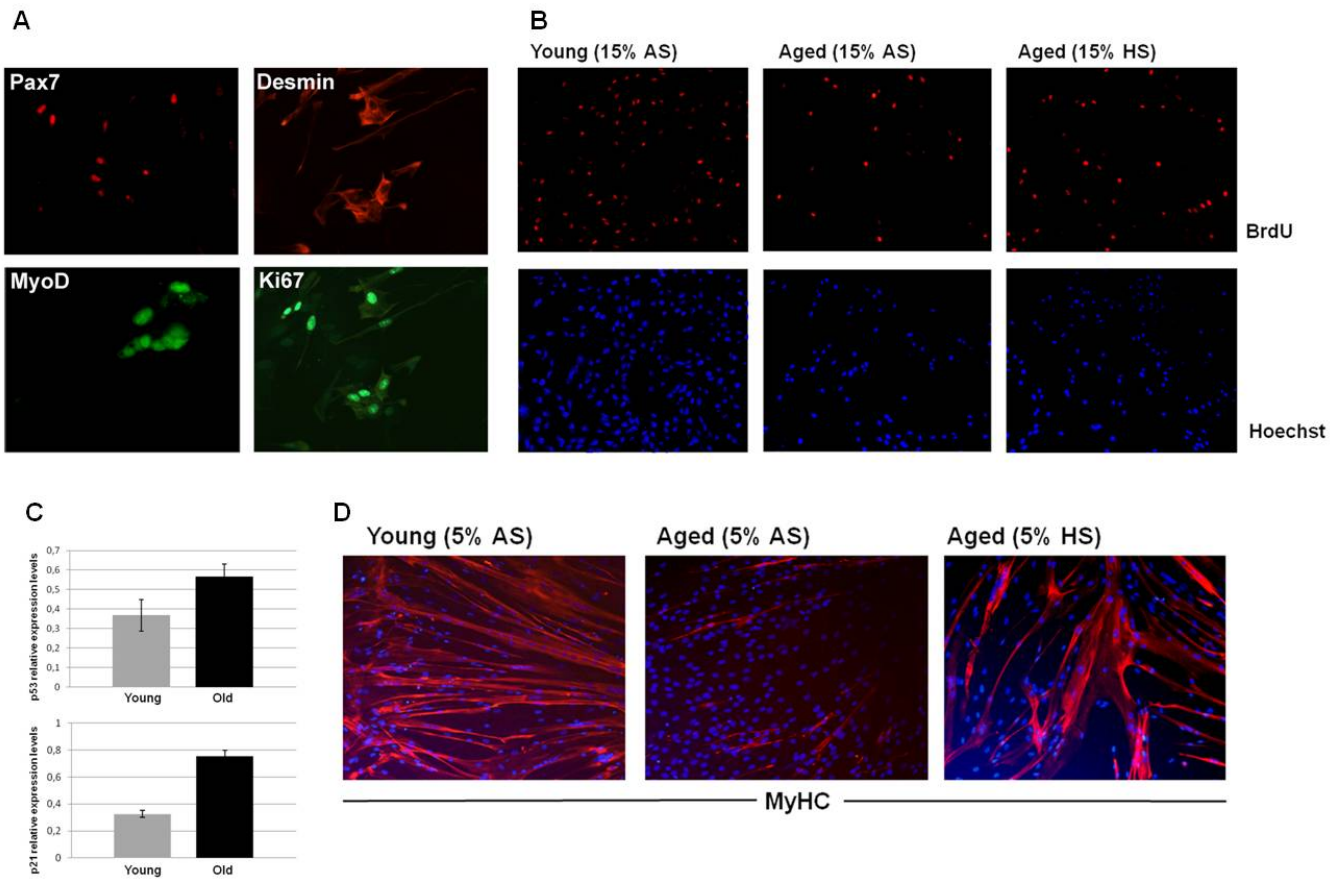 A
Pax7
Desmin
MyoD
Ki67
B
Young (15% AS)
Aged (15% AS)
Aged (15% HS)
BrdU
Hoechst
C
p53 relative expression levels
0,7
0,6
0,5
0,4
0,3
0,2
0,1
0
Young
Old
p21 relative expression levels
1
0,8
0,6
0,4
0,2
0
Young
Old
D
Young (5% AS)
Aged (5% AS)
Aged (5% HS)
MyHC